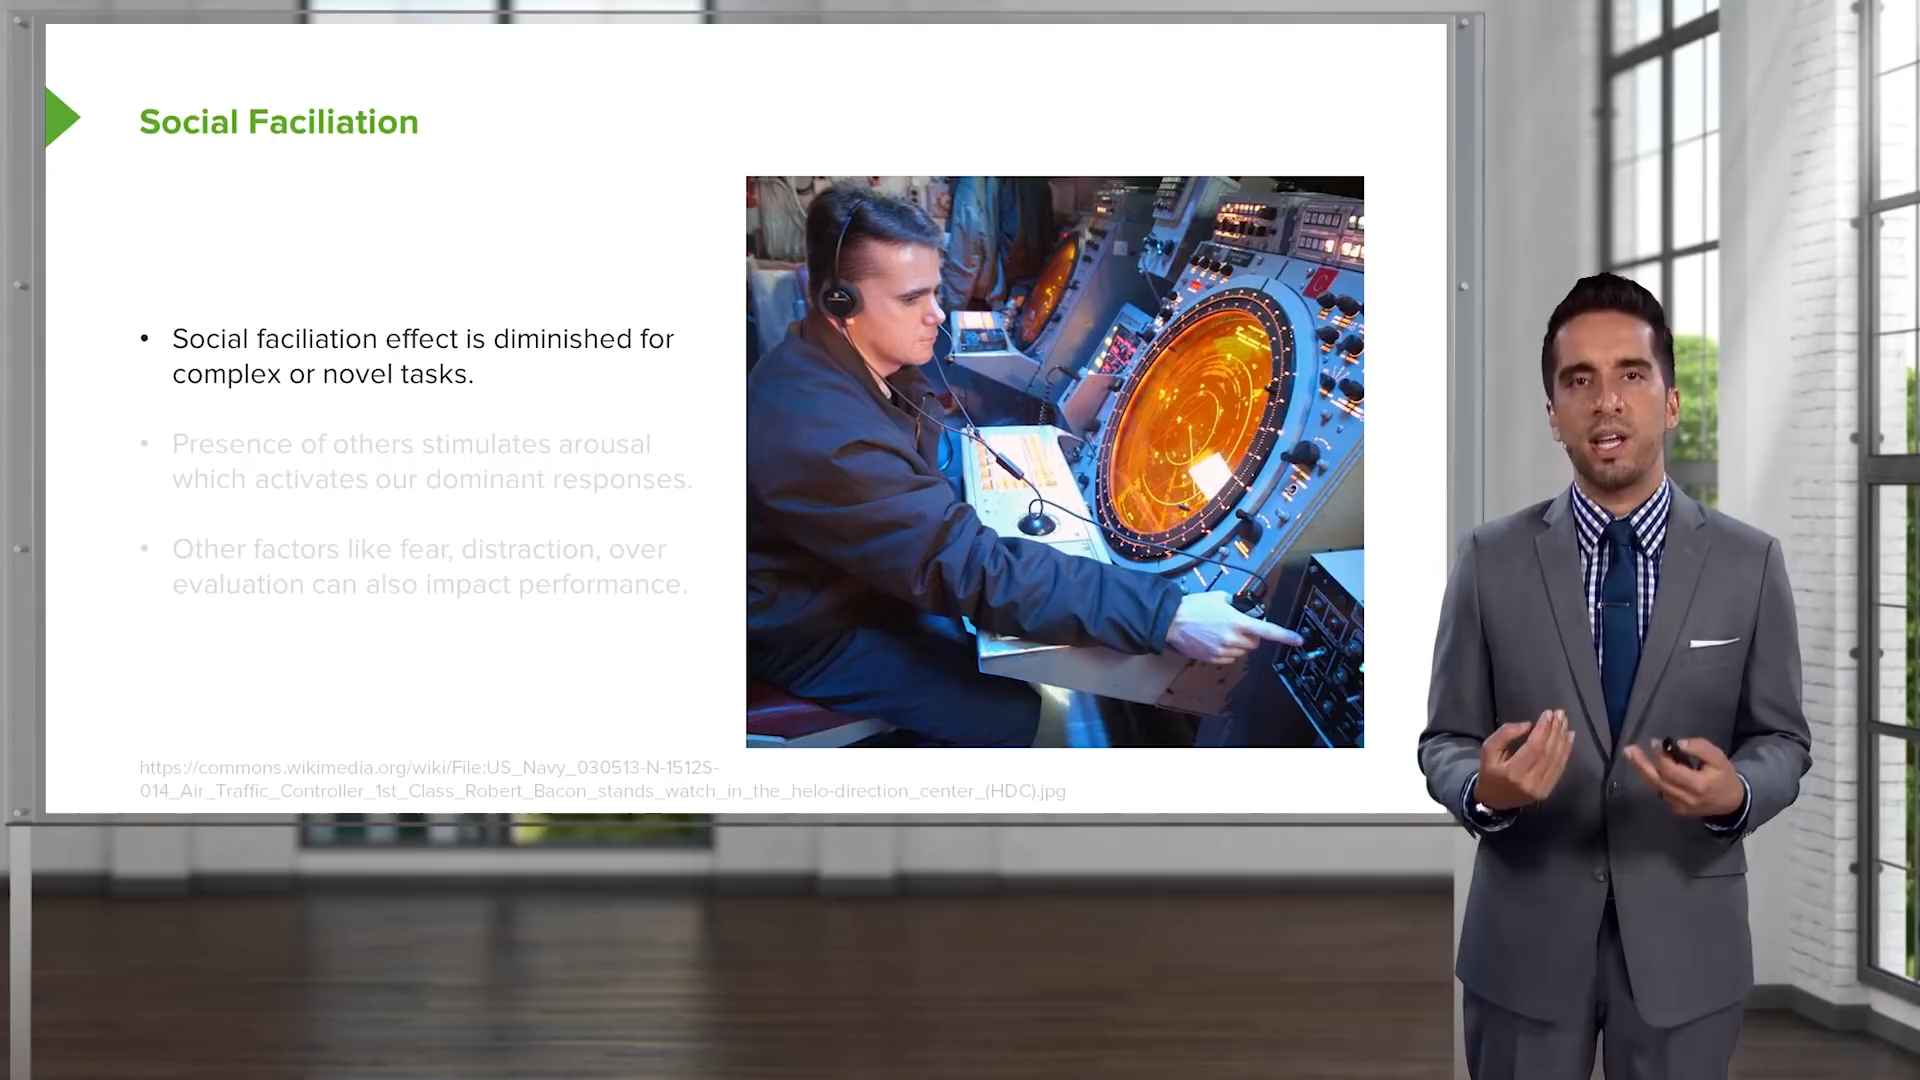 Social Faciliation
• Social faciliation effect is diminished for
complex or novel tasks.
• Presence of others stimulates arousal
which activates our dominant responses.
• Other factors like fear, distraction, over
evaluation can also impact performance.
https://commons.wikimedia.org/wiki/File:US_Navy_030513-N-1512S-
014_Air_Traffic_Controller_1st_Class_Robert_Bacon_stands_watch_in_the_helo-direction_center_(HDC).jpg
C